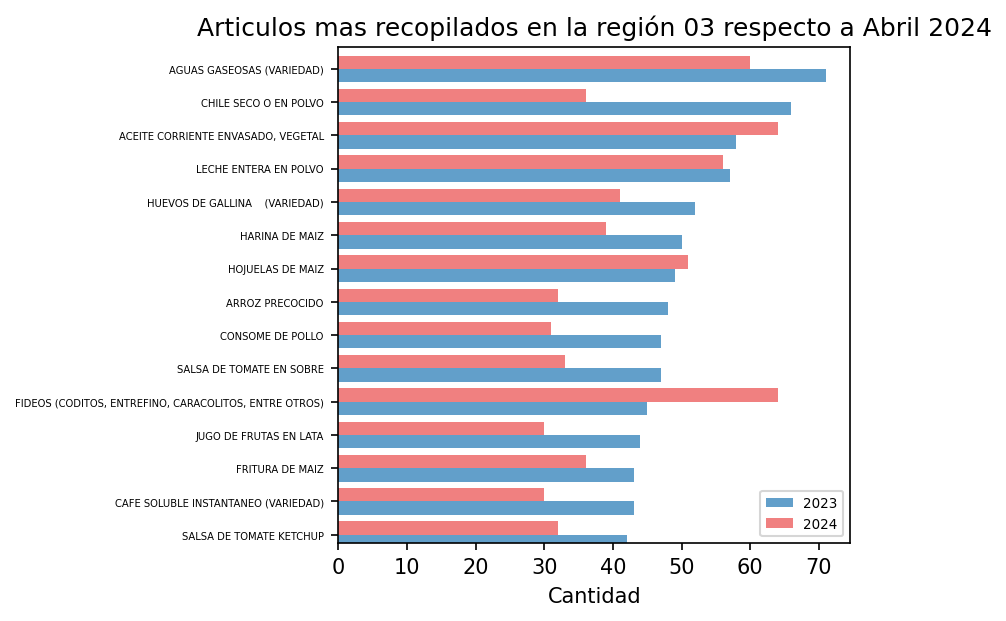 Articulos mas recopilados en la región 03 respecto a Abril 2024
AGUAS GASEOSAS (VARIEDAD)
CHILE SECO O EN POLVO
ACEITE CORRIENTE ENVASADO, VEGETAL
LECHE ENTERA EN POLVO
HUEVOS DE GALLINA    (VARIEDAD)
HARINA DE MAIZ
HOJUELAS DE MAIZ
ARROZ PRECOCIDO
CONSOME DE POLLO
SALSA DE TOMATE EN SOBRE
FIDEOS (CODITOS, ENTREFINO, CARACOLITOS, ENTRE OTROS)
JUGO DE FRUTAS EN LATA
FRITURA DE MAIZ
CAFE SOLUBLE INSTANTANEO (VARIEDAD)
SALSA DE TOMATE KETCHUP
2023
2024
0 10 20 30 40 50 60 70
Cantidad